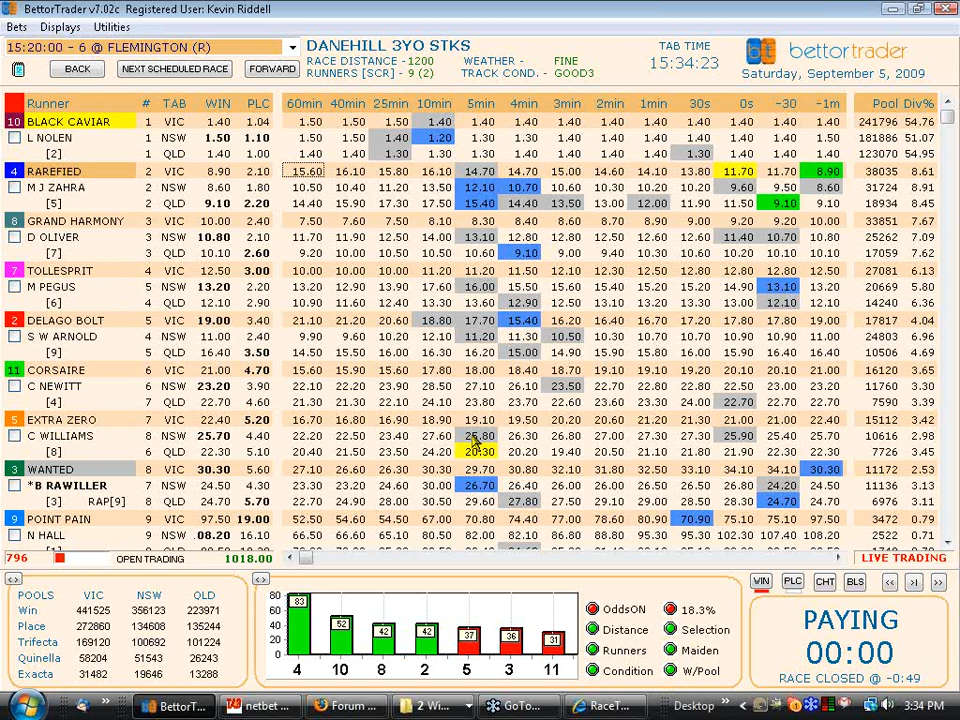 BettorTrader v7.02c Registered User: Kevin Riddell
Bets Displays Utilities
15:20:00 - 6 @ FLEMINGTON (R)
BACK NEXT SCHEDULED RACE FORWARD
DANEHILL 3YO STKS
RACE DISTANCE -1200 WEATHER - FINE
RUNNERS [SCR] - 9 (2) TRACK COND. - GOOD3
TAB TIME
15:34:23
bettortrader
Saturday, September 5, 2009
Runner # TAB WIN PLC 60min 40min 25min 10min 5min 4min 3min 2min 1min 30s 0s -30 -1m Pool Div%
10 BLACK CAVIAR 1 VIC 1.40 1.04 1.50 1.50 1.50 1.40 1.40 1.40 1.40 1.40 1.40 1.40 1.40 1.40 1.40 241796 54.76
L NOLEN 1 NSW 1.50 1.10 1.50 1.50 1.40 1.20 1.30 1.30 1.40 1.40 1.40 1.40 1.40 1.40 1.50 181886 51.07
[2] 1 QLD 1.40 1.00 1.40 1.40 1.30 1.30 1.30 1.30 1.30 1.30 1.30 1.30 1.40 1.40 1.40 123070 54.95
4 RAREFIED 2 VIC 8.90 2.10 15.60 16.10 15.80 16.10 14.70 14.70 15.00 14.60 14.10 13.80 11.70 11.70 8.90 38035 8.61
M J ZAHRA 2 NSW 8.60 1.80 10.50 10.40 11.20 13.50 12.10 10.70 10.60 10.30 10.20 10.20 9.60 9.50 8.60 31724 8.91
[5] 2 QLD 9.10 2.20 14.40 15.90 17.30 17.50 15.40 14.40 13.50 13.00 12.00 11.90 11.50 9.10 9.10 18934 8.45
8 GRAND HARMONY 3 VIC 10.00 2.40 7.50 7.60 7.50 8.10 8.30 8.40 8.60 8.70 8.90 9.00 9.20 9.20 10.00 33851 7.67
D OLIVER 3 NSW 10.80 2.10 11.70 11.90 12.50 14.00 13.10 12.80 12.80 12.50 12.50 12.30 11.40 10.70 10.80 25262 7.09
[7] 3 QLD 10.10 2.60 9.20 10.00 10.50 10.80 10.40 9.10 9.00 9.40 10.30 10.60 10.20 10.10 10.10 17059 7.62
7 TOLLESPRIT 4 VIC 12.50 3.00 10.00 10.00 10.00 11.20 11.20 11.50 12.10 12.00 12.20 12.10 12.80 12.80 12.50 27081 6.13
M PEGUS 5 NSW 13.20 2.20 13.20 13.10 13.70 15.70 16.00 15.70 15.60 15.20 15.20 14.90 14.90 13.10 13.20 20669 5.80
[6] 4 QLD 12.10 2.90 10.90 11.60 12.40 13.30 13.60 12.90 12.80 12.50 12.30 12.60 13.00 12.10 12.10 14240 6.36
2 DELAGO BOLT 5 VIC 19.00 3.40 21.10 21.20 20.60 18.80 17.70 15.40 16.20 16.40 16.70 17.20 17.80 17.80 19.00 17817 4.04
S W ARNOLD 4 NSW 11.00 2.40 9.90 9.60 10.20 12.10 11.20 11.30 10.50 10.40 10.70 10.70 10.90 10.90 11.00 24803 6.96
[9] 5 QLD 16.40 3.50 14.50 15.50 16.00 16.30 16.20 15.00 14.90 15.90 15.60 15.80 16.00 16.40 16.40 10506 4.69
11 CORSAIRE 6 VIC 21.00 4.70 15.60 15.90 15.90 17.30 18.00 18.40 18.70 19.10 19.10 19.20 20.10 20.10 21.00 16120 3.65
C NEWITT 6 NSW 23.20 3.90 22.10 22.20 23.90 28.50 27.10 26.10 23.50 22.70 22.80 22.80 22.50 22.00 23.20 11760 3.30
[4] 7 QLD 23.40 4.80 21.10 22.30 22.90 24.80 24.10 23.80 23.10 22.60 23.30 24.00 22.70 23.40 23.40 7369 3.29
5 EXTRA ZERO 7 VIC 22.40 5.20 16.70 16.80 16.90 18.90 19.10 19.50 20.20 20.60 21.20 21.30 21.00 21.00 22.40 15112 3.42
C WILLIAMS 8 NSW 25.70 4.40 22.20 22.50 23.40 27.60 25.80 26.30 26.80 27.00 27.30 27.30 25.90 25.40 25.70 10616 2.98
[8] 6 QLD 22.30 5.10 20.40 21.50 23.50 24.20 20.30 20.20 19.40 20.50 21.10 21.80 21.90 22.30 22.30 7726 3.45
3 WANTED 8 VIC 30.30 5.60 27.10 26.10 26.30 30.30 29.70 30.80 32.10 31.80 32.50 33.10 34.10 34.10 30.30 11172 2.53
*B RAWILLER 7 NSW 24.50 4.30 23.30 23.70 24.90 30.90 26.70 26.80 26.10 26.50 26.50 26.80 25.80 24.20 24.50 11136 3.13
[3] RAP[9] 8 QLD 24.70 5.70 22.70 24.90 28.00 30.50 29.60 27.80 27.50 29.10 28.00 28.50 28.30 24.70 24.70 6976 3.11
9 POINT PAIN 9 VIC 97.50 19.00 52.50 54.60 57.50 67.00 70.80 74.40 77.00 78.60 80.90 70.90 75.10 75.10 97.50 3472 0.79
N HALL 9 NSW .08.20 16.10 66.50 66.60 65.10 80.50 82.00 82.10 88.20 87.70 95.30 95.30 102.30 107.40 108.20 2522 0.71
796 OPEN TRADING 1018.00 LIVE TRADING
POOLS VIC NSW QLD
Win 441525 356123 223971
Place 272860 134608 135244
Trifecta 169120 100692 101224
Quinella 58204 51543 26243
Exacta 31482 19646 13288
80
60
40
20
0
83 52 42 42 37 36 31
4 10 8 2 5 3 11
OddsON 18.3%
Distance Selection
Runners Maiden
Condition W/Pool
WIN PLC CHT BLS << >| >>
PAYING
00:00
RACE CLOSED @ -0:49
BettorT... netbet ... Forum ... 2 Wi... GoTo... RaceT... Desktop 3:34 PM